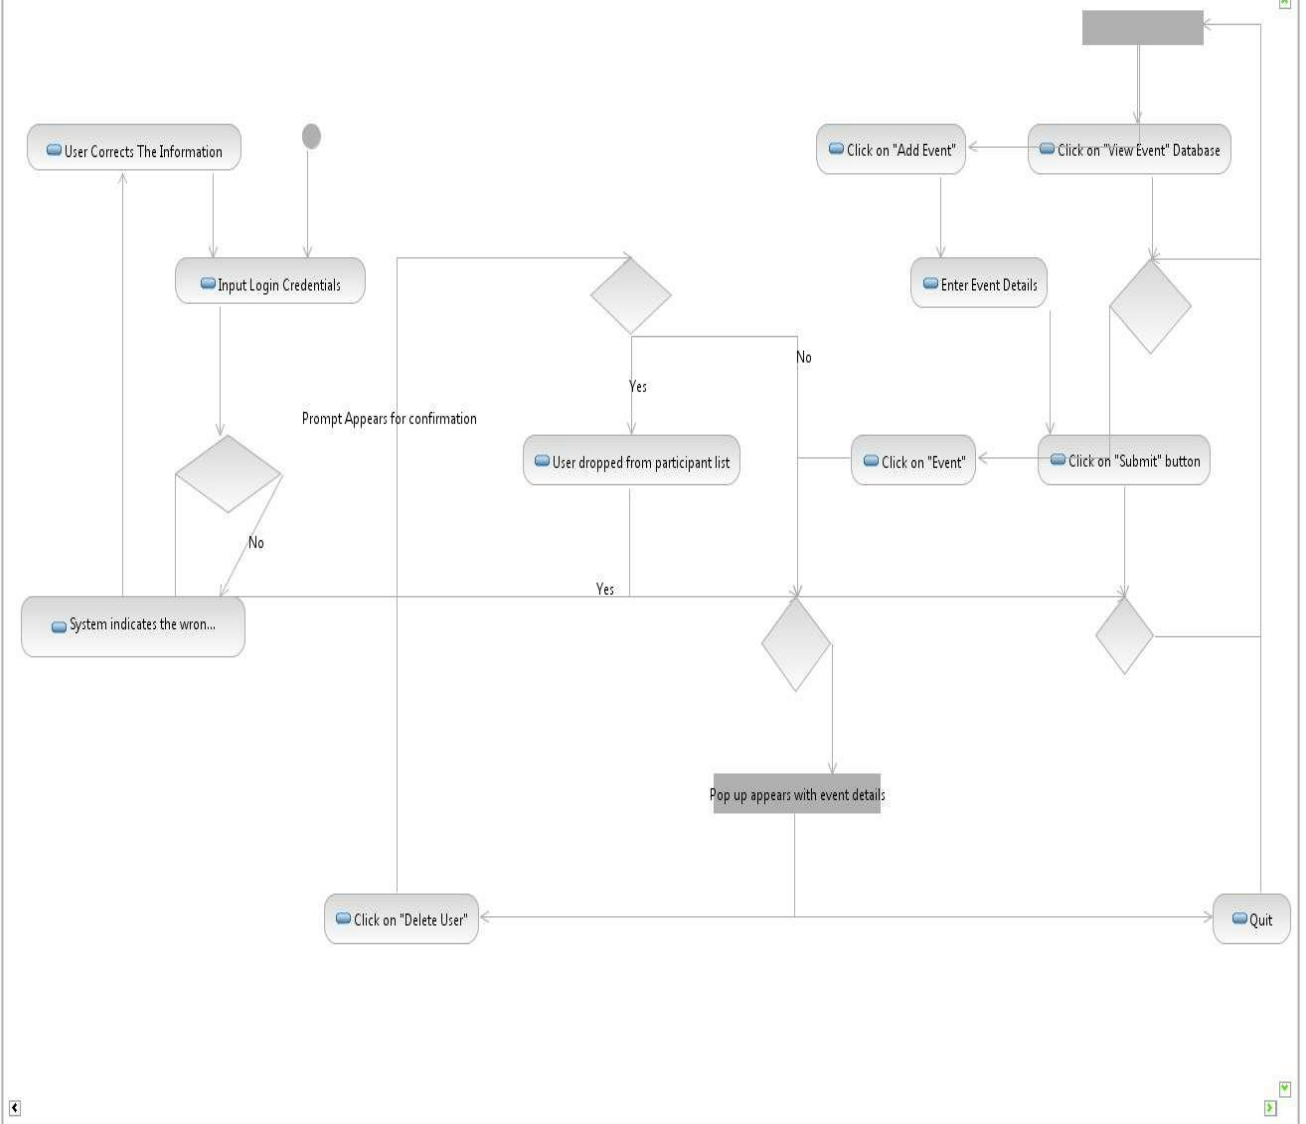 User Corrects The Information
Click on "Add Event"
Click on "View Event" Database
Input Login Credentials
Enter Event Details
No
Yes
Prompt Appears for confirmation
User dropped from participant list
Click on "Event"
Click on "Submit" button
No
Yes
System indicates the wron...
Pop up appears with event details
Click on "Delete User"
Quit